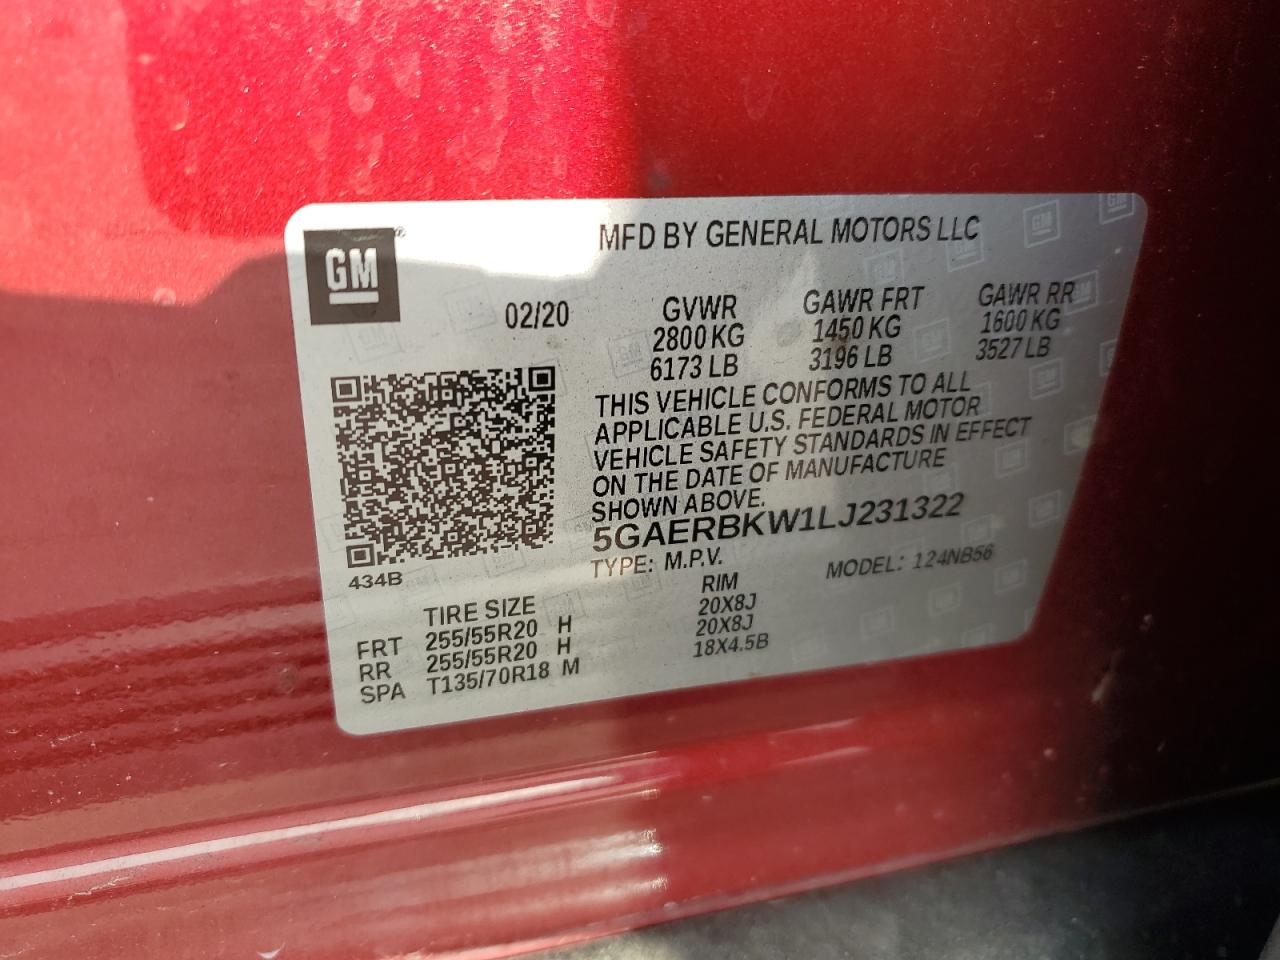 GM ®
MFD BY GENERAL MOTORS LLC
02/20
GVWR GAWR FRT GAWR RR
2800 KG 1450 KG 1600 KG
6173 LB 3196 LB 3527 LB
THIS VEHICLE CONFORMS TO ALL
APPLICABLE U.S. FEDERAL MOTOR
VEHICLE SAFETY STANDARDS IN EFFECT
ON THE DATE OF MANUFACTURE
SHOWN ABOVE.
5GAERBKW1LJ231322
TYPE: M.P.V. MODEL: 124NB56
434B
TIRE SIZE RIM
FRT 255/55R20 H 20X8J
RR 255/55R20 H 20X8J
SPA T135/70R18 M 18X4.5B